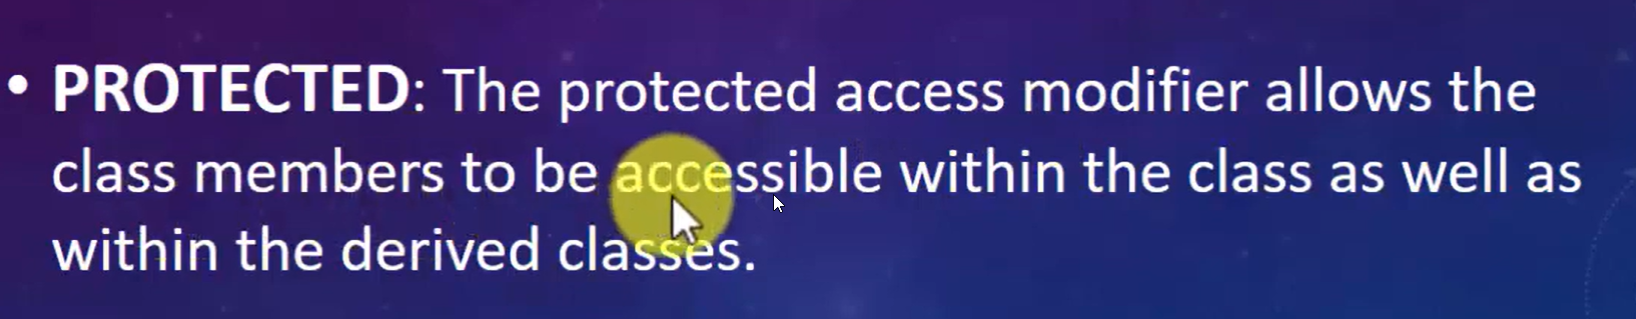 • PROTECTED: The protected access modifier allows the
class members to be accessible within the class as well as
within the derived classes.